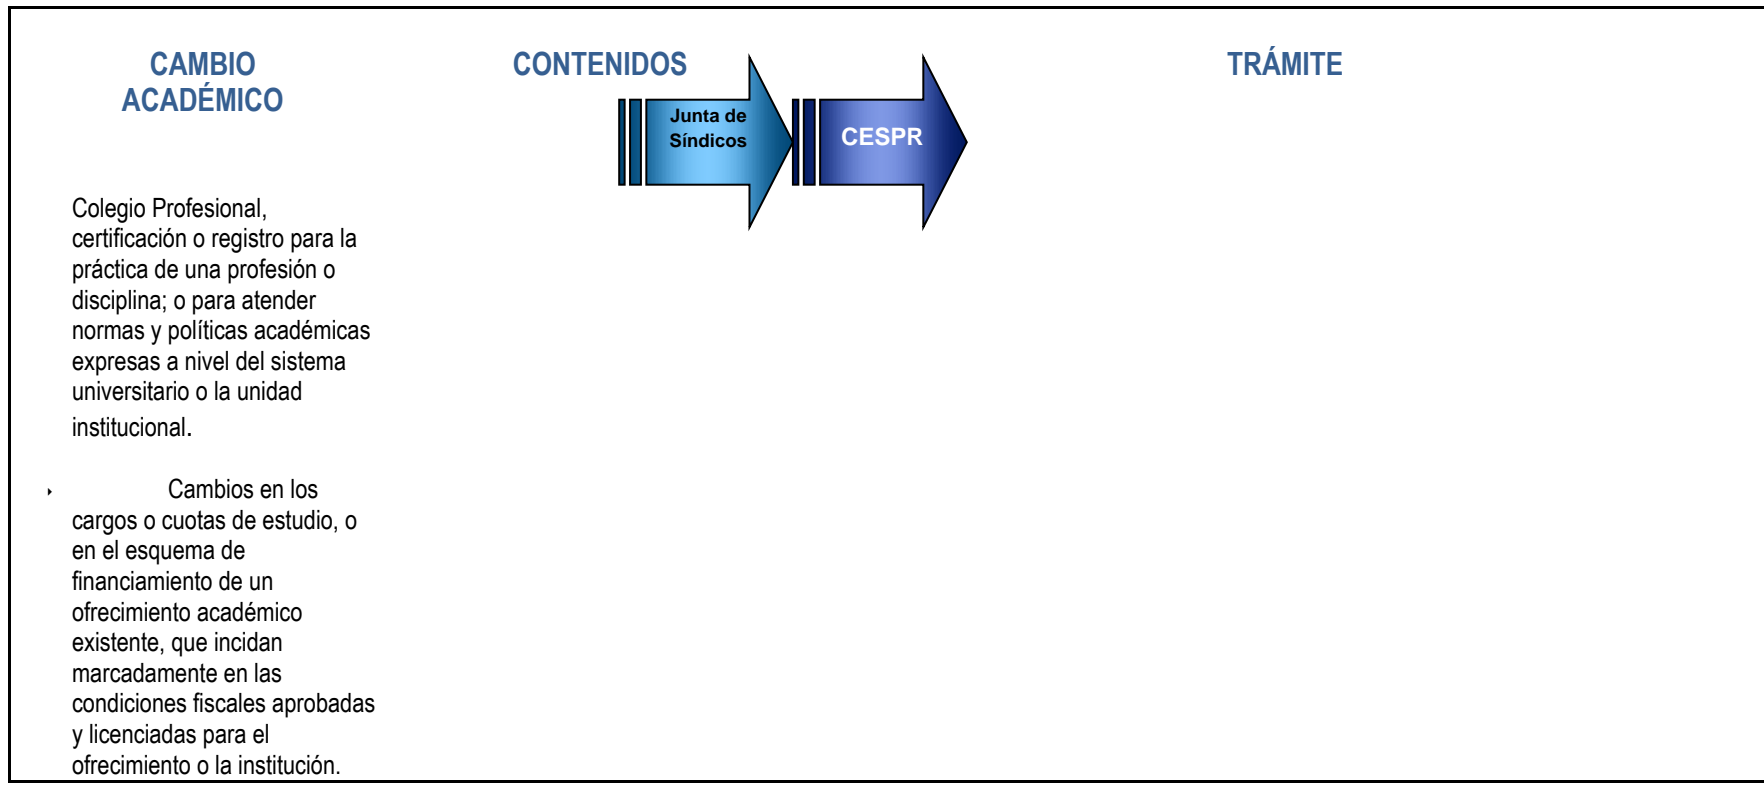 CAMBIO
ACADÉMICO
CONTENIDOS
TRÁMITE
Junta de
Síndicos
CESPR
Colegio Profesional,
certificación o registro para la
práctica de una profesión o
disciplina; o para atender
normas y políticas académicas
expresas a nivel del sistema
universitario o la unidad
institucional.
Cambios en los
cargos o cuotas de estudio, o
en el esquema de
financiamiento de un
ofrecimiento académico
existente, que incidan
marcadamente en las
condiciones fiscales aprobadas
y licenciadas para el
ofrecimiento o la institución.